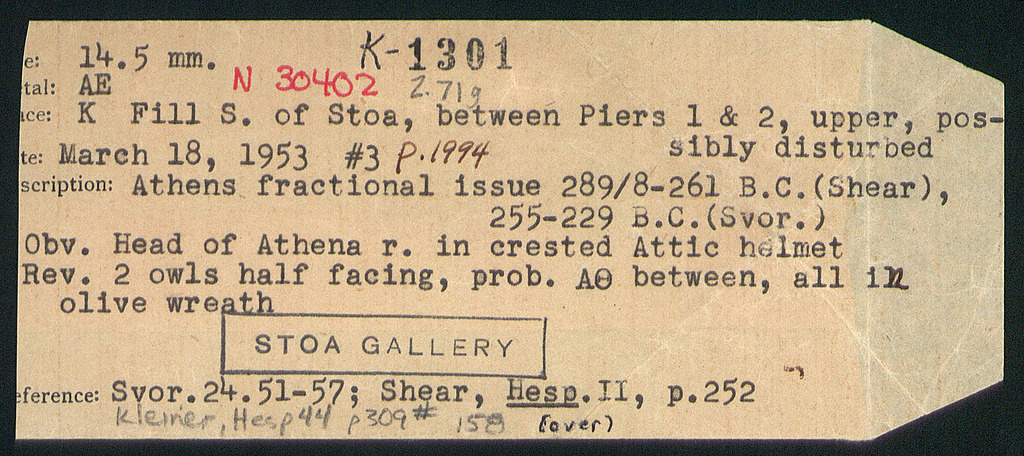 e: 14.5 mm. K-1301
tal: AE N 30402 2.71g
ace: K Fill S. of Stoa, between Piers 1 & 2, upper, pos-
sibly disturbed
te: March 18, 1953 #3 p.1994
scription: Athens fractional issue 289/8-261 B.C.(Shear),
255-229 B.C.(Svor.)
Obv. Head of Athena r. in crested Attic helmet
Rev. 2 owls half facing, prob. ΑΘ between, all in
olive wreath
STOA GALLERY
eference: Svor.24.51-57; Shear, Hesp.II, p.252
Kleiner, Hesp 44 p309 # 158 (over)